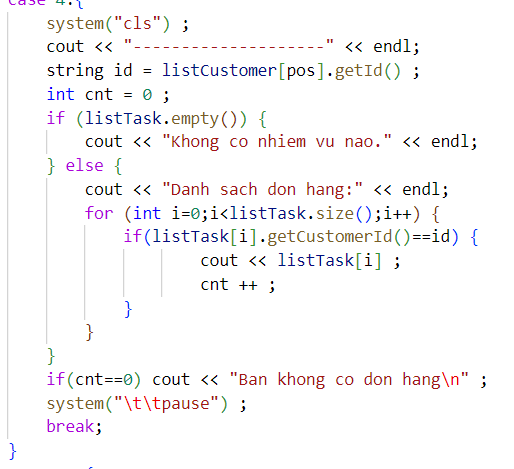 case 4:{
system("cls") ;
cout << "--------------------" << endl;
string id = listCustomer[pos].getId() ;
int cnt = 0 ;
if (listTask.empty()) {
cout << "Khong co nhiem vu nao." << endl;
} else {
cout << "Danh sach don hang:" << endl;
for (int i=0;i<listTask.size();i++) {
if(listTask[i].getCustomerId()==id) {
cout << listTask[i] ;
cnt ++ ;
}
}
}
if(cnt==0) cout << "Ban khong co don hang\n" ;
system("\t\tpause") ;
break;
}